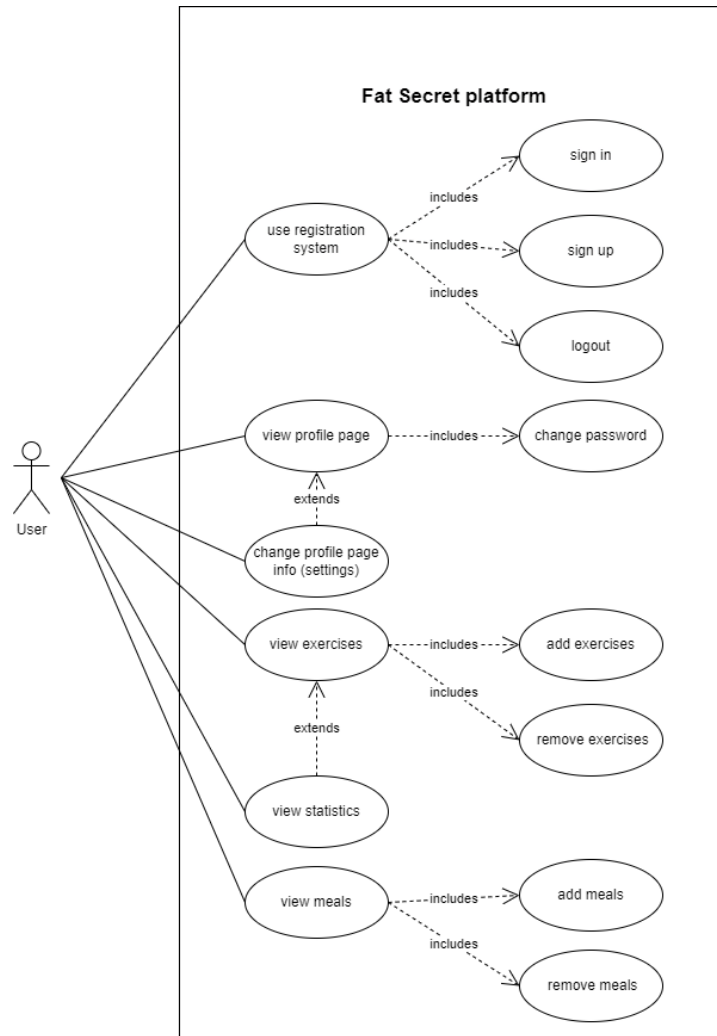 Fat Secret platform
sign in
includes
use registration
system
includes
sign up
includes
logout
view profile page
includes
change password
extends
User
change profile page
info (settings)
view exercises
includes
add exercises
includes
extends
remove exercises
view statistics
view meals
includes
add meals
includes
remove meals